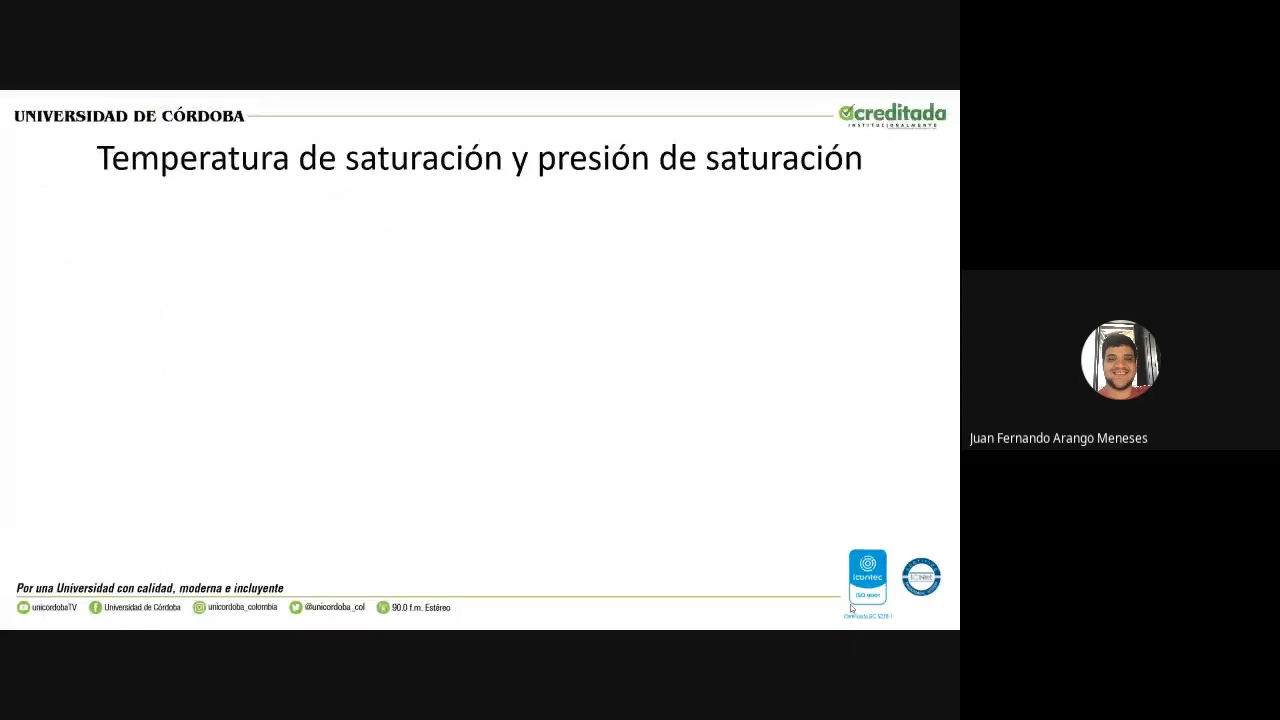 UNIVERSIDAD DE CÓRDOBA
Acreditada
INSTITUCIONALMENTE
Temperatura de saturación y presión de saturación
Juan Fernando Arango Meneses
icontec
ISO 9001
Por una Universidad con calidad, moderna e incluyente
unicordobaTV
Universidad de Córdoba
unicordoba_colombia
@unicordoba_col
90.0 f.m. Estéreo